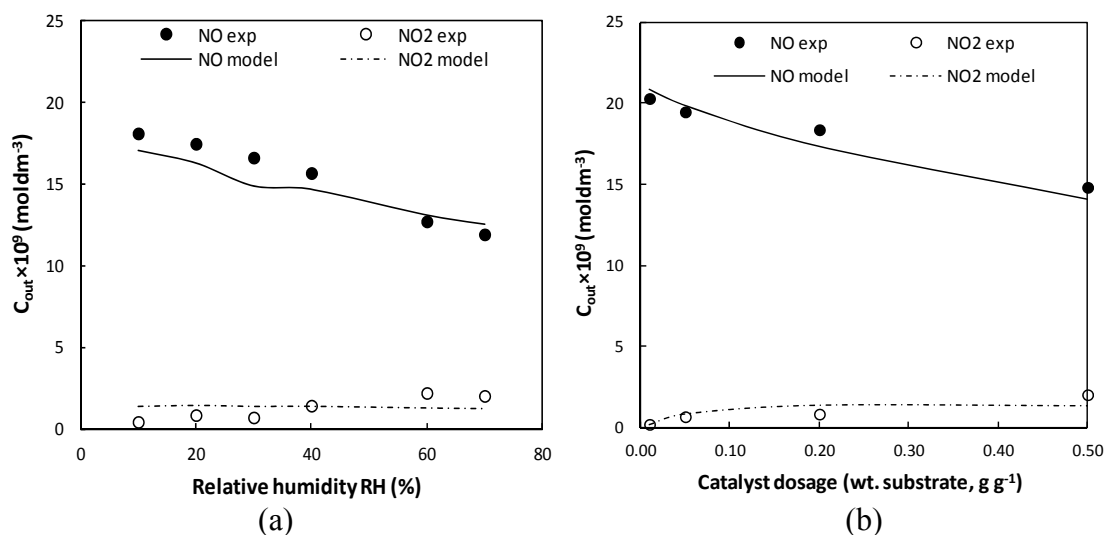 25
20
15
10
5
0
C_out×10⁹ (moldm⁻³)
NO exp NO2 exp
NO model NO2 model
0 20 40 60 80
Relative humidity RH (%)
(a)
25
20
15
10
5
0
C_out×10⁹ (moldm⁻³)
NO exp NO2 exp
NO model NO2 model
0.00 0.10 0.20 0.30 0.40 0.50
Catalyst dosage (wt. substrate, g g⁻¹)
(b)